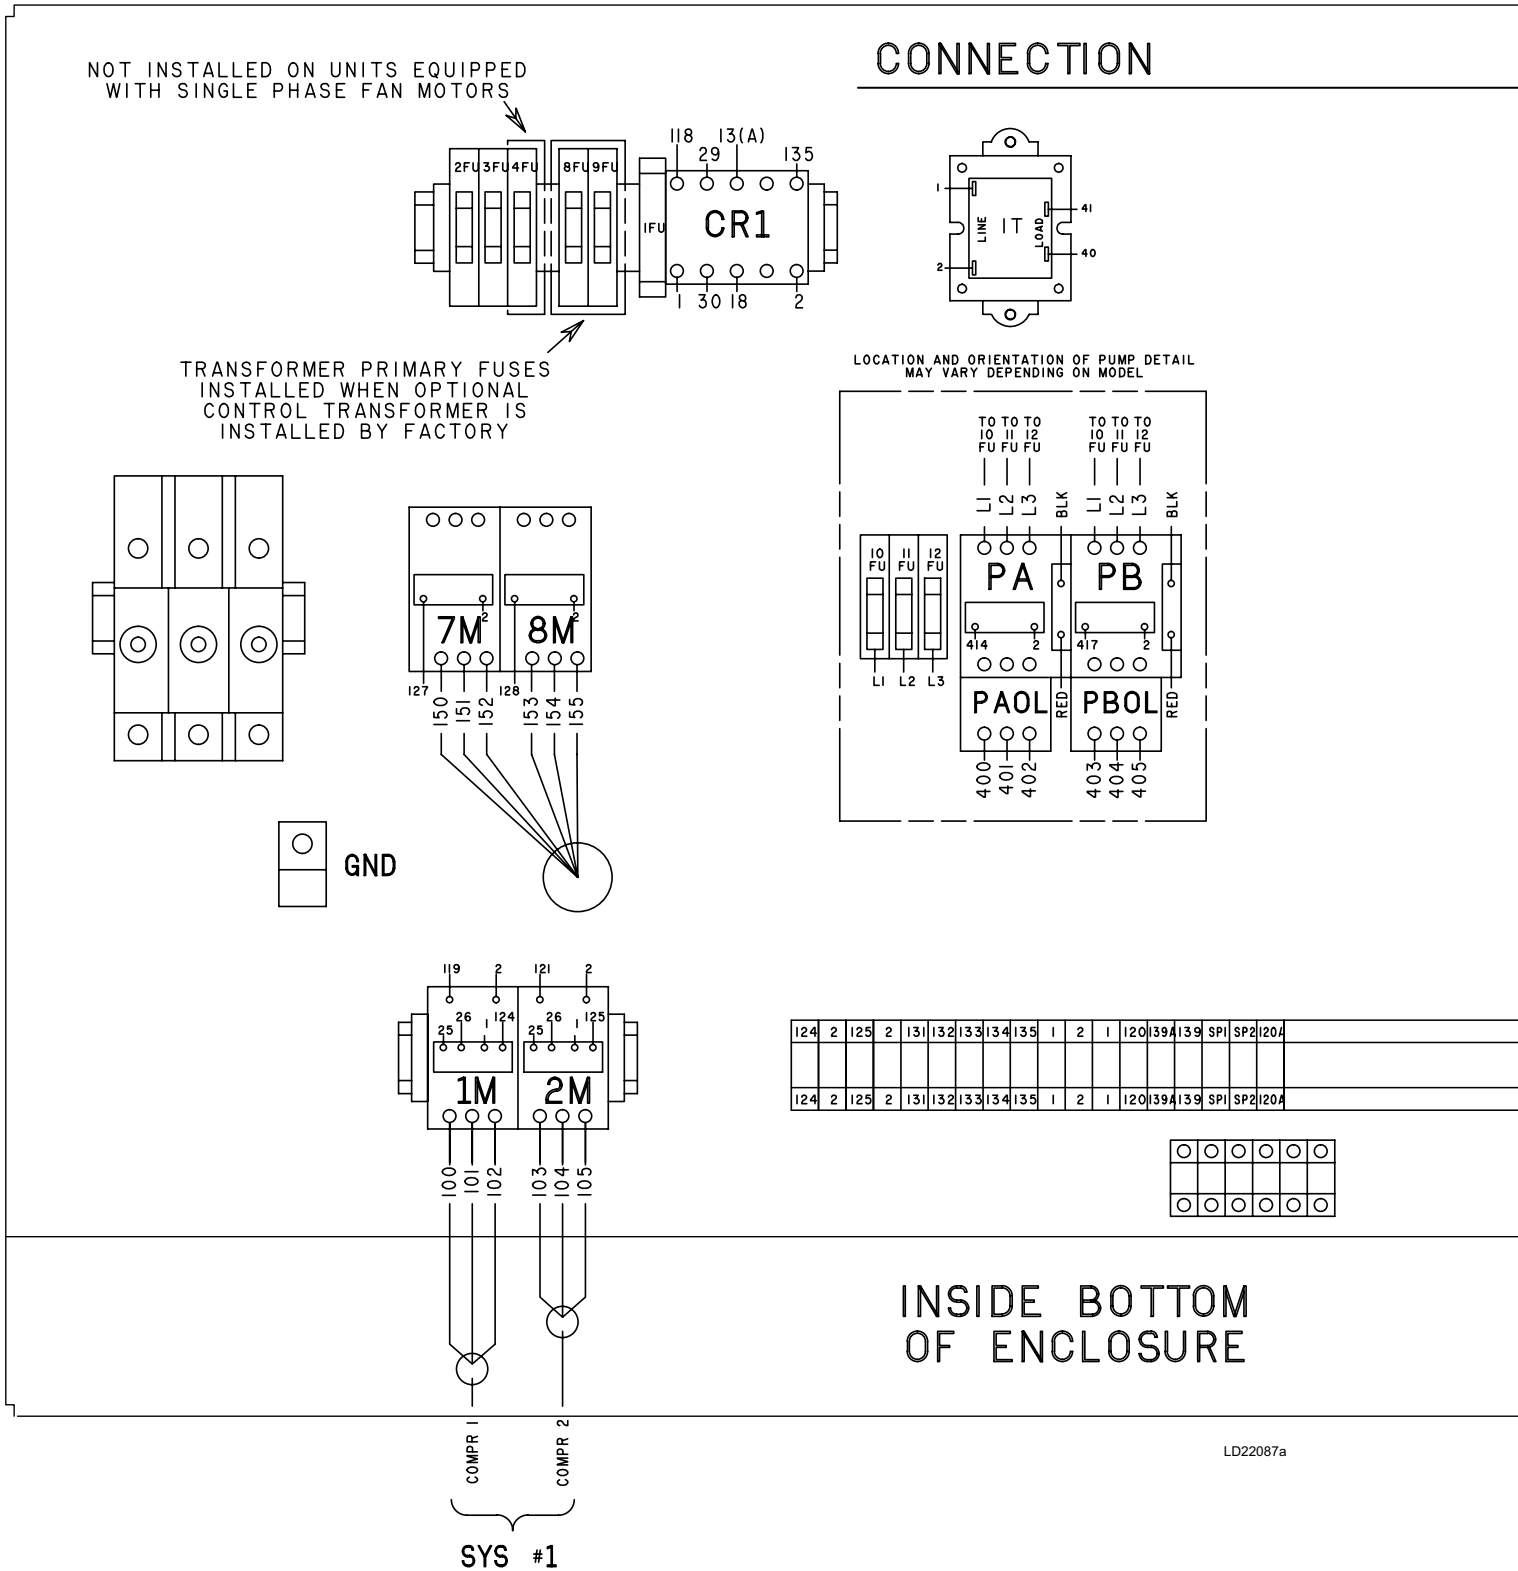 CONNECTION
NOT INSTALLED ON UNITS EQUIPPED
WITH SINGLE PHASE FAN MOTORS
2FU 3FU 4FU 8FU 9FU
1FU
118 13(A)
29 135
CR1
1 30 18 2
1
2
LINE
1T
LOAD
41
40
TRANSFORMER PRIMARY FUSES
INSTALLED WHEN OPTIONAL
CONTROL TRANSFORMER IS
INSTALLED BY FACTORY
LOCATION AND ORIENTATION OF PUMP DETAIL
MAY VARY DEPENDING ON MODEL
TO TO TO TO TO TO
10 11 12 10 11 12
FU FU FU FU FU FU
L1 L2 L3 BLK L1 L2 L3 BLK
10 11 12
FU FU FU
L1 L2 L3
PA PB
414 2 417 2
PAOL RED PBOL RED
400 401 402 403 404 405
2 2
7M 8M
127 128
150 151 152 153 154 155
GND
119 2 121 2
25 26 1 124 25 26 1 125
1M 2M
100 101 102 103 104 105
124 2 125 2 131 132 133 134 135 1 2 1 120 139A 139 SP1 SP2 120A
124 2 125 2 131 132 133 134 135 1 2 1 120 139A 139 SP1 SP2 120A
INSIDE BOTTOM
OF ENCLOSURE
COMPR 1
COMPR 2
LD22087a
SYS #1